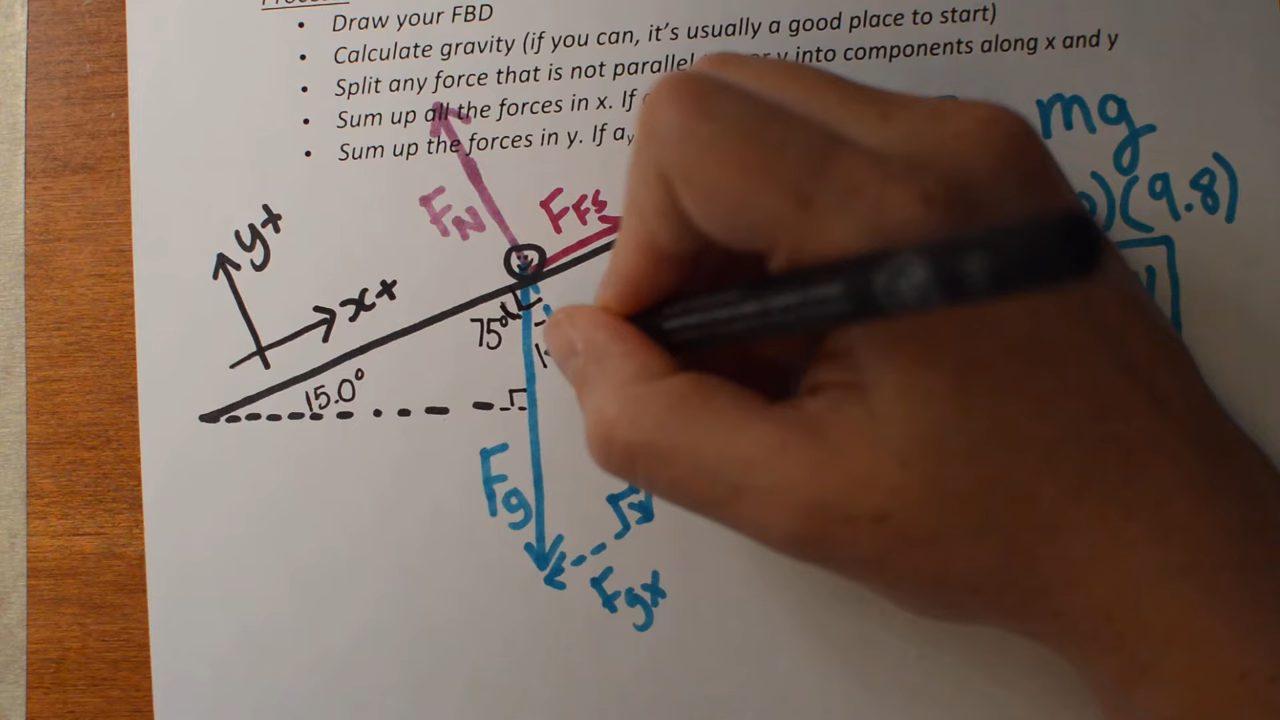 • Draw your FBD
• Calculate gravity (if you can, it's usually a good place to start)
• Split any force that is not parallel into components along x and y
• Sum up all the forces in x. If
• Sum up the forces in y. If ay
mg
)(9.8)
FN
FFs
y+
x+
75°
15.0°
Fg
Fgx